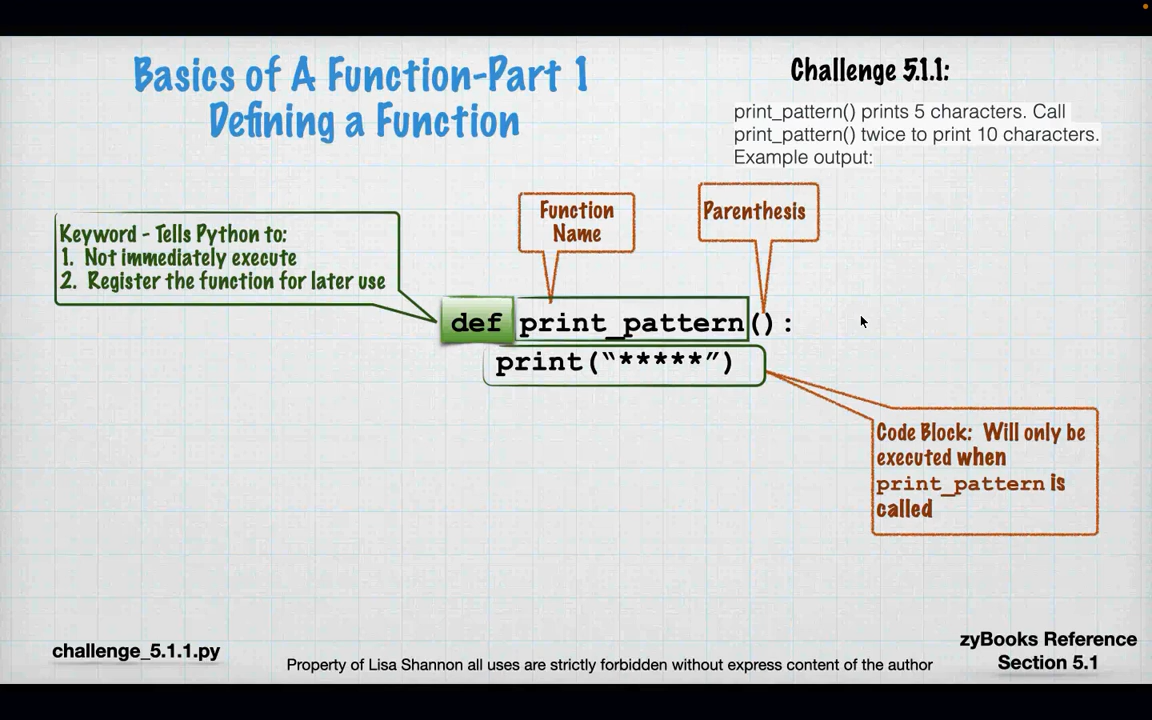 Basics of A Function-Part 1
Defining a Function
Challenge 5.1.1:
print_pattern() prints 5 characters. Call
print_pattern() twice to print 10 characters.
Example output:
Keyword - Tells Python to:
1. Not immediately execute
2. Register the function for later use
Function
Name
Parenthesis
def print_pattern():
print(“*****”)
Code Block: Will only be
executed when
print_pattern is
called
challenge_5.1.1.py
Property of Lisa Shannon all uses are strictly forbidden without express content of the author
zyBooks Reference
Section 5.1